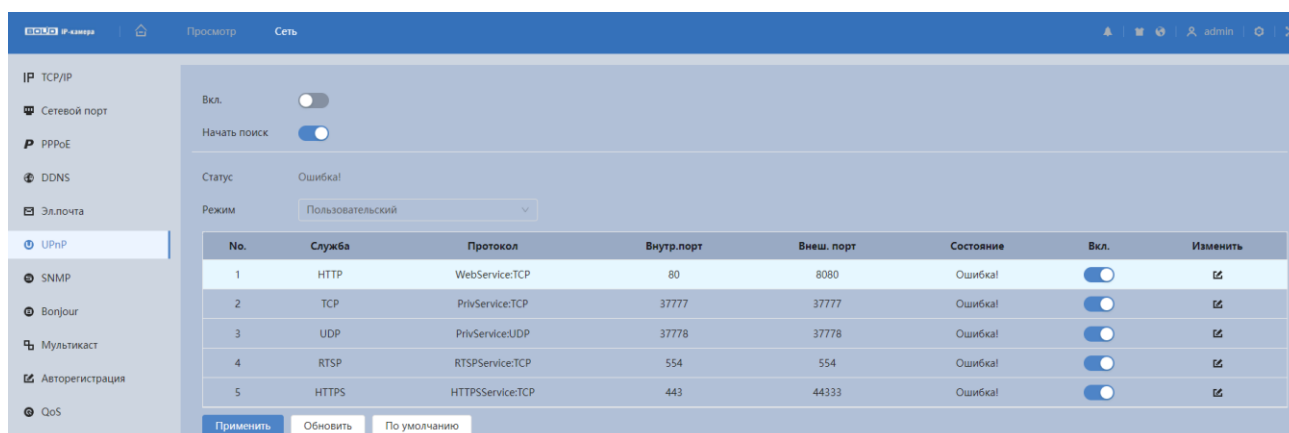 BOLID IP-камера Просмотр Сеть admin
IP TCP/IP
Сетевой порт
PPPoE
DDNS
Эл.почта
UPnP
SNMP
Bonjour
Мультикаст
Авторегистрация
QoS
Вкл.
Начать поиск
Статус Ошибка!
Режим Пользовательский
No. Служба Протокол Внутр.порт Внеш. порт Состояние Вкл. Изменить
1 HTTP WebService:TCP 80 8080 Ошибка!
2 TCP PrivService:TCP 37777 37777 Ошибка!
3 UDP PrivService:UDP 37778 37778 Ошибка!
4 RTSP RTSPService:TCP 554 554 Ошибка!
5 HTTPS HTTPSService:TCP 443 44333 Ошибка!
Применить Обновить По умолчанию